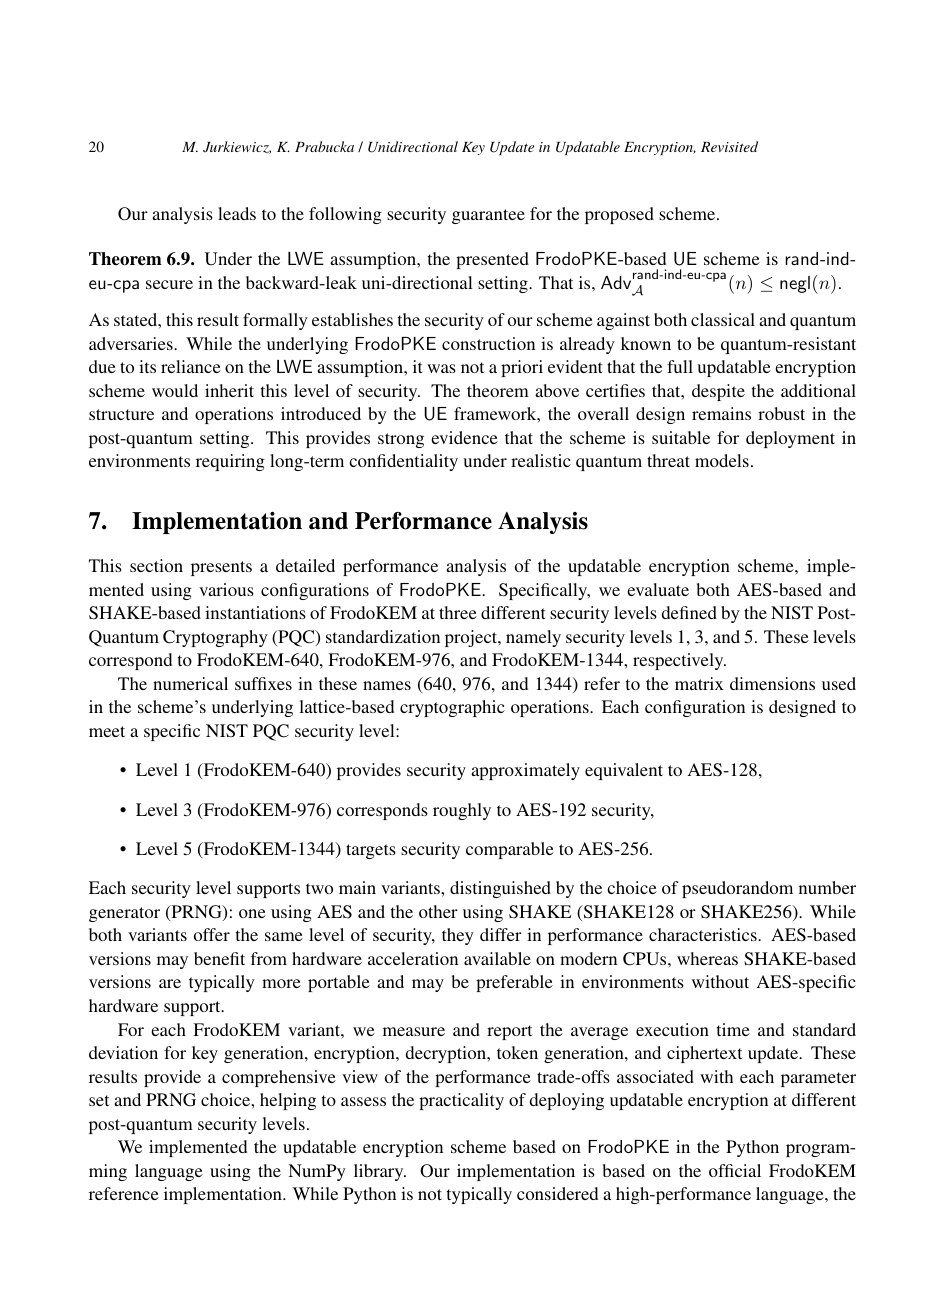 20 M. Jurkiewicz, K. Prabucka / Unidirectional Key Update in Updatable Encryption, Revisited
Our analysis leads to the following security guarantee for the proposed scheme.
Theorem 6.9. Under the LWE assumption, the presented FrodoPKE-based UE scheme is rand-ind-
eu-cpa secure in the backward-leak uni-directional setting. That is, Adv_𝒜^{rand-ind-eu-cpa}(n) ≤ negl(n).
As stated, this result formally establishes the security of our scheme against both classical and quantum
adversaries. While the underlying FrodoPKE construction is already known to be quantum-resistant
due to its reliance on the LWE assumption, it was not a priori evident that the full updatable encryption
scheme would inherit this level of security. The theorem above certifies that, despite the additional
structure and operations introduced by the UE framework, the overall design remains robust in the
post-quantum setting. This provides strong evidence that the scheme is suitable for deployment in
environments requiring long-term confidentiality under realistic quantum threat models.
7. Implementation and Performance Analysis
This section presents a detailed performance analysis of the updatable encryption scheme, imple-
mented using various configurations of FrodoPKE. Specifically, we evaluate both AES-based and
SHAKE-based instantiations of FrodoKEM at three different security levels defined by the NIST Post-
Quantum Cryptography (PQC) standardization project, namely security levels 1, 3, and 5. These levels
correspond to FrodoKEM-640, FrodoKEM-976, and FrodoKEM-1344, respectively.
The numerical suffixes in these names (640, 976, and 1344) refer to the matrix dimensions used
in the scheme's underlying lattice-based cryptographic operations. Each configuration is designed to
meet a specific NIST PQC security level:
• Level 1 (FrodoKEM-640) provides security approximately equivalent to AES-128,
• Level 3 (FrodoKEM-976) corresponds roughly to AES-192 security,
• Level 5 (FrodoKEM-1344) targets security comparable to AES-256.
Each security level supports two main variants, distinguished by the choice of pseudorandom number
generator (PRNG): one using AES and the other using SHAKE (SHAKE128 or SHAKE256). While
both variants offer the same level of security, they differ in performance characteristics. AES-based
versions may benefit from hardware acceleration available on modern CPUs, whereas SHAKE-based
versions are typically more portable and may be preferable in environments without AES-specific
hardware support.
For each FrodoKEM variant, we measure and report the average execution time and standard
deviation for key generation, encryption, decryption, token generation, and ciphertext update. These
results provide a comprehensive view of the performance trade-offs associated with each parameter
set and PRNG choice, helping to assess the practicality of deploying updatable encryption at different
post-quantum security levels.
We implemented the updatable encryption scheme based on FrodoPKE in the Python program-
ming language using the NumPy library. Our implementation is based on the official FrodoKEM
reference implementation. While Python is not typically considered a high-performance language, the